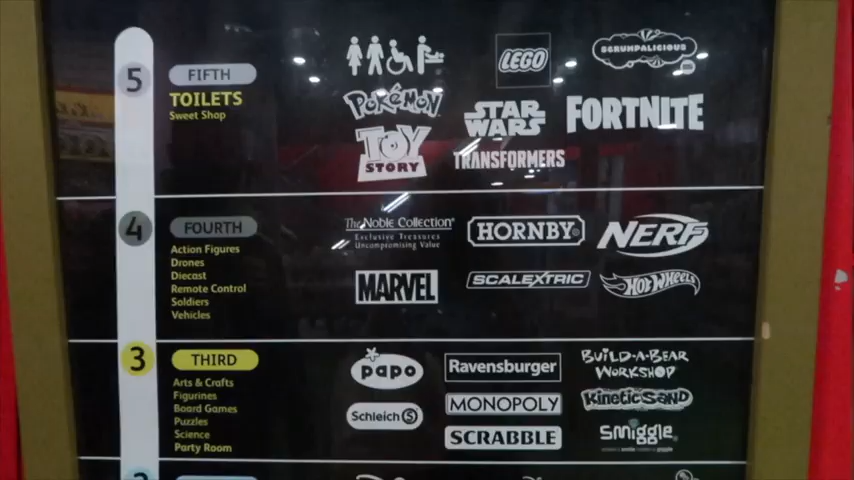 5 FIFTH
TOILETS
Sweet Shop
LEGO
SCRUMPALICIOUS
POKéMON
STAR WARS
FORTNITE
TOY STORY
TRANSFORMERS
4 FOURTH
Action Figures
Drones
Diecast
Remote Control
Soldiers
Vehicles
The Noble Collection®
Exclusive Treasures
Uncompromising Value
HORNBY®
NERF
MARVEL
SCALEXTRIC
HOT WHEELS
3 THIRD
Arts & Crafts
Figurines
Board Games
Puzzles
Science
Party Room
papo
Ravensburger
BUILD-A-BEAR
WORKSHOP
Schleich S
MONOPOLY
KineticSAND
SCRABBLE
smiggle